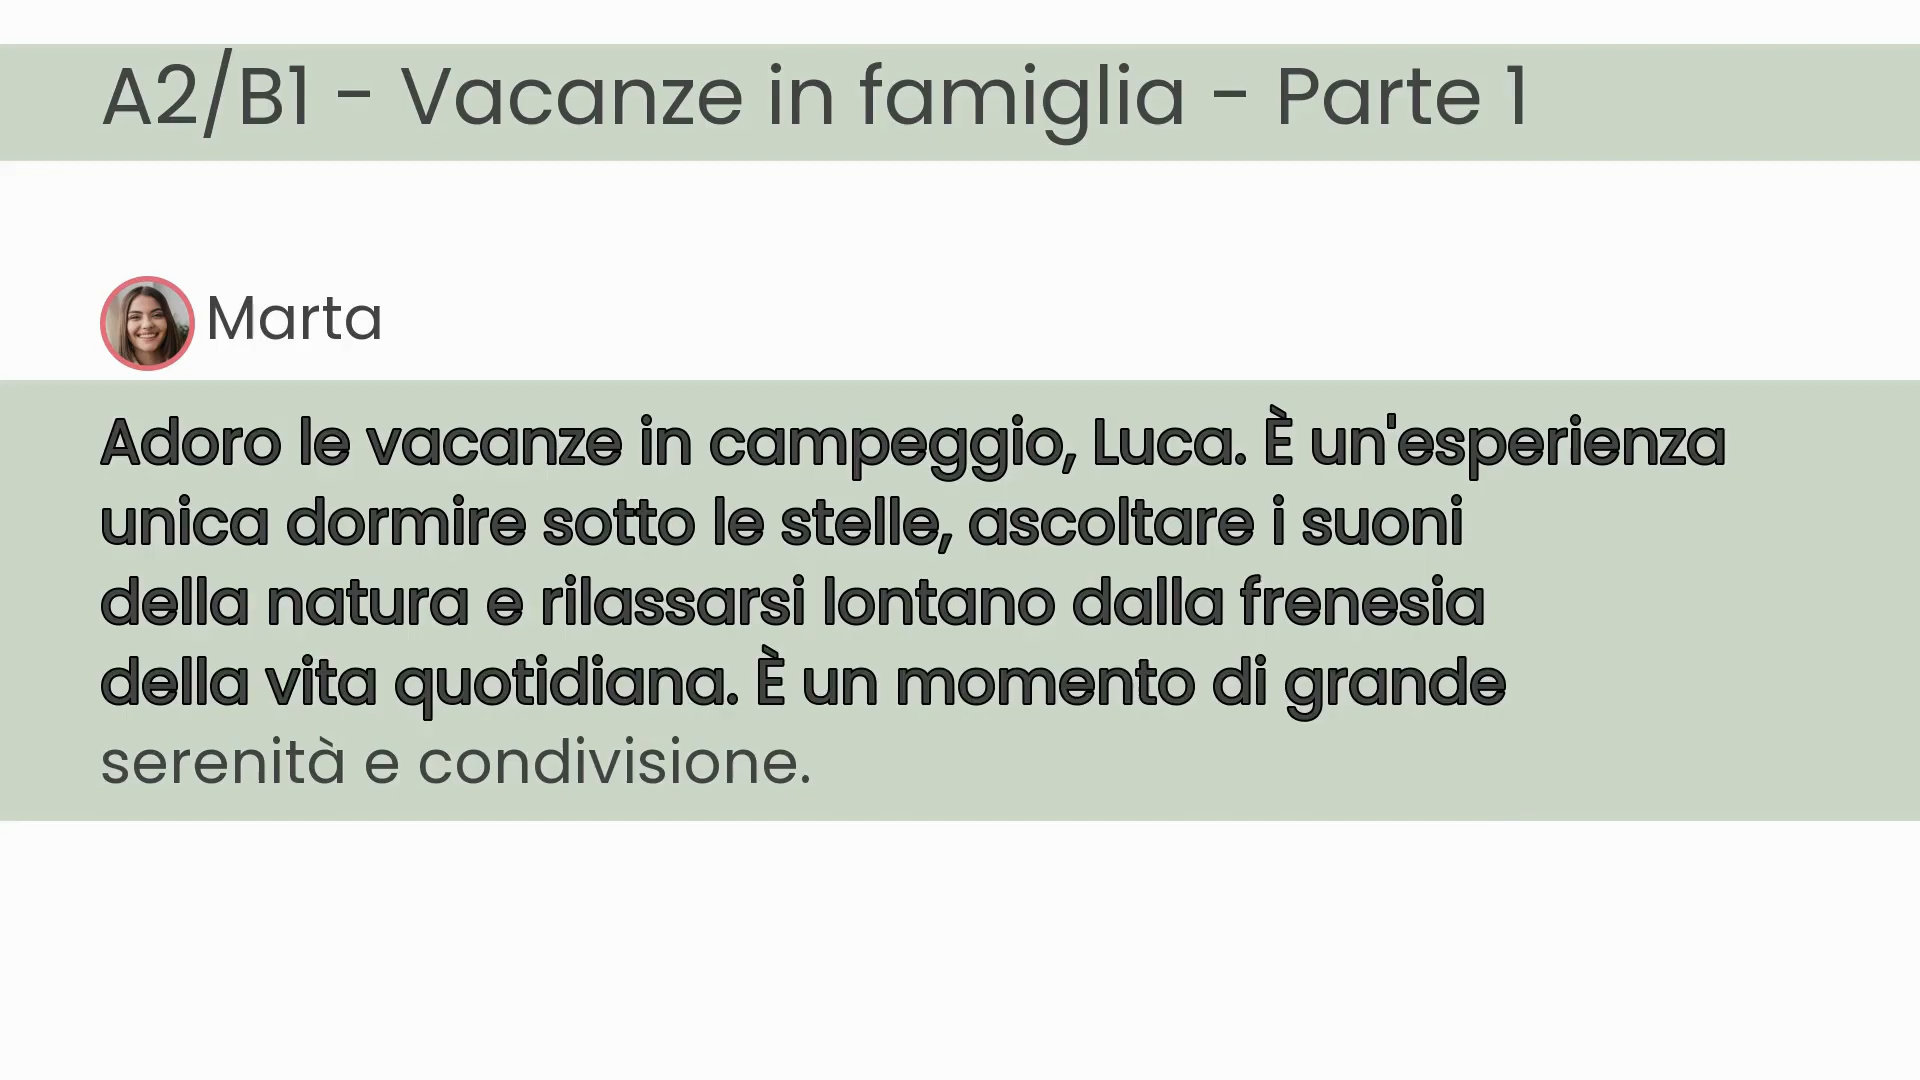 A2/B1 - Vacanze in famiglia - Parte 1
Marta
Adoro le vacanze in campeggio, Luca. È un'esperienza
unica dormire sotto le stelle, ascoltare i suoni
della natura e rilassarsi lontano dalla frenesia
della vita quotidiana. È un momento di grande
serenità e condivisione.